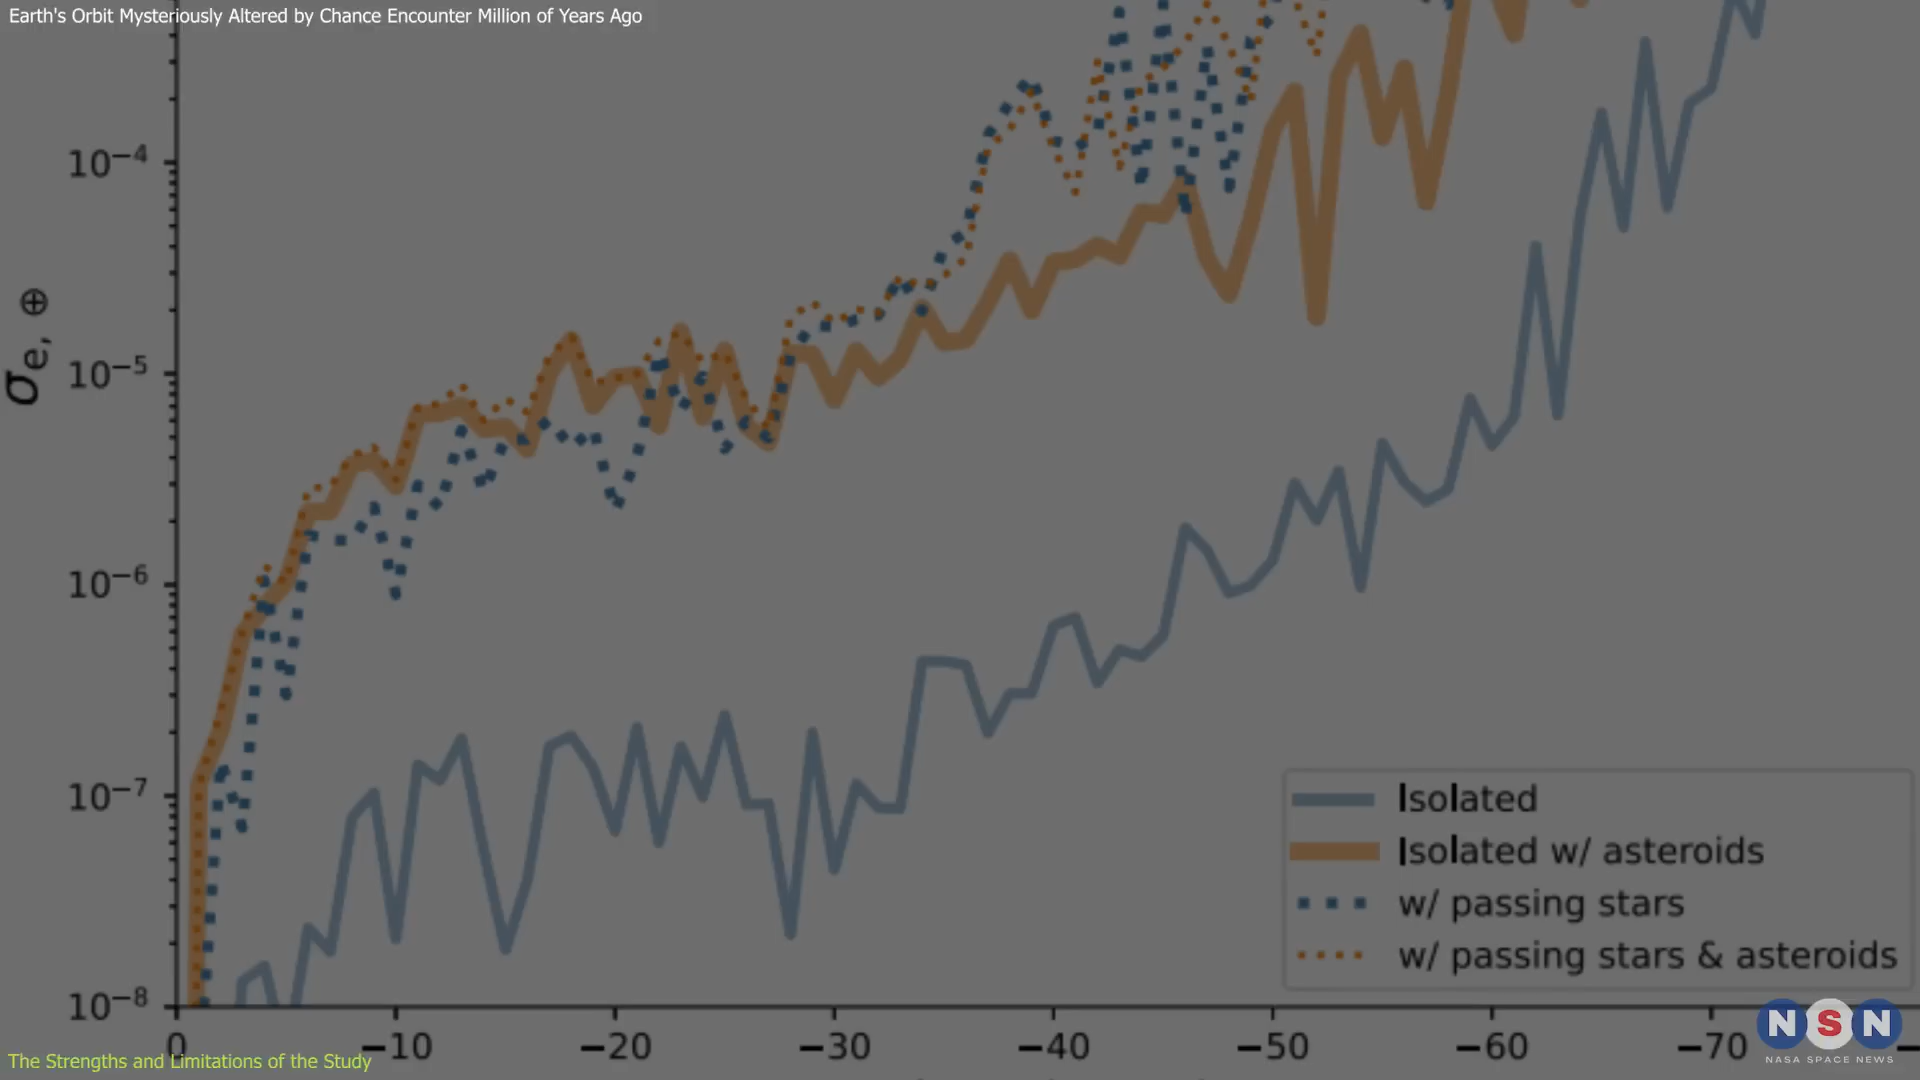 Earth's Orbit Mysteriously Altered by Chance Encounter Million of Years Ago
10⁻⁴
10⁻⁵
10⁻⁶
10⁻⁷
10⁻⁸
σe, ⊕
Isolated
Isolated w/ asteroids
w/ passing stars
w/ passing stars & asteroids
0 −10 −20 −30 −40 −50 −60 −70
The Strengths and Limitations of the Study
NSN
NASA SPACE NEWS